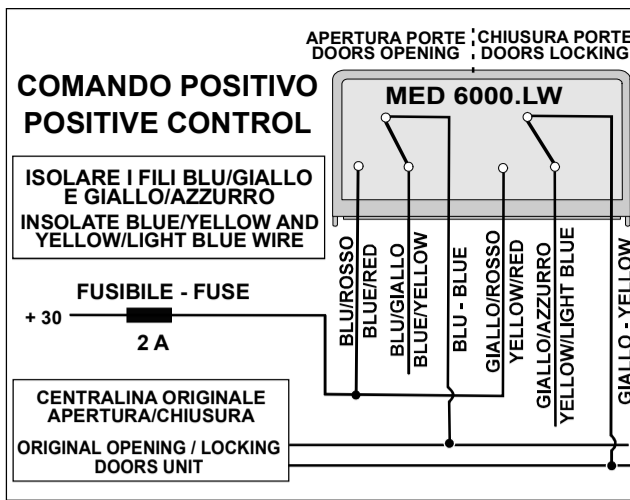 APERTURA PORTE
DOORS OPENING
CHIUSURA PORTE
DOORS LOCKING
COMANDO POSITIVO
POSITIVE CONTROL
MED 6000.LW
ISOLARE I FILI BLU/GIALLO
E GIALLO/AZZURRO
INSOLATE BLUE/YELLOW AND
YELLOW/LIGHT BLUE WIRE
BLU/ROSSO
BLUE/RED
BLU/GIALLO
BLUE/YELLOW
BLU - BLUE
GIALLO/ROSSO
YELLOW/RED
GIALLO/AZZURRO
YELLOW/LIGHT BLUE
GIALLO - YELLOW
FUSIBILE - FUSE
+ 30
2 A
CENTRALINA ORIGINALE
APERTURA/CHIUSURA
ORIGINAL OPENING / LOCKING
DOORS UNIT